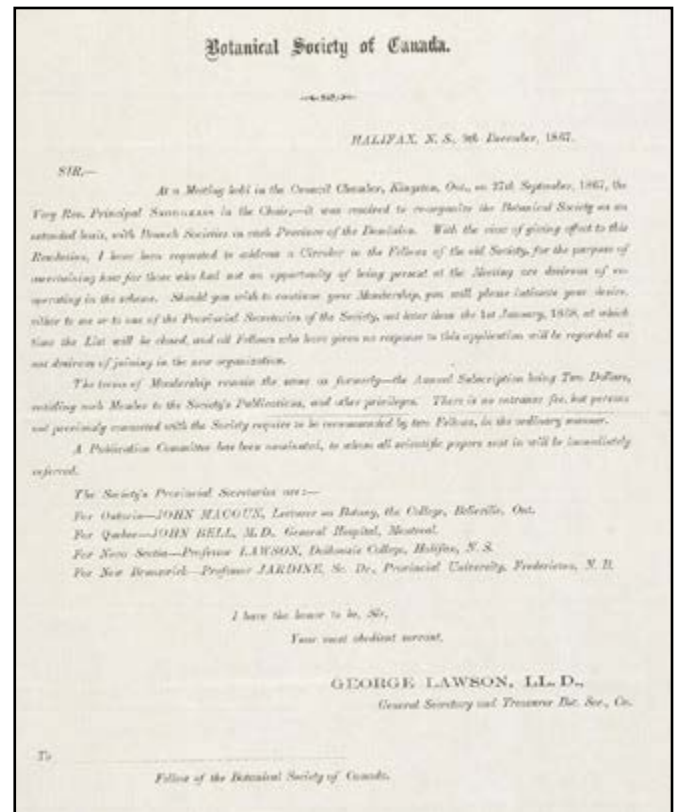 Botanical Society of Canada.
HALIFAX, N. S., 9th December, 1867.
SIR,—
At a Meeting held in the Council Chamber, Kingston, Ont., on 27th September, 1867, the
Very Rev. Principal SNODGRASS in the Chair,—it was resolved to re-organize the Botanical Society on an
extended basis, with Branch Societies in each Province of the Dominion. With the view of giving effect to this
Resolution, I have been requested to address a Circular to the Fellows of the old Society, for the purpose of
ascertaining how far those who had not an opportunity of being present at the Meeting are desirous of co-
operating in the scheme. Should you wish to continue your Membership, you will please intimate your desire,
either to me or to one of the Provincial Secretaries of the Society, not later than the 1st January, 1868, at which
time the List will be closed, and all Fellows who have given no response to this application will be regarded as
not desirous of joining in the new organization.
The terms of Membership remain the same as formerly—the Annual Subscription being Two Dollars,
entitling each Member to the Society's Publications, and other privileges. There is no entrance fee, but persons
not previously connected with the Society require to be recommended by two Fellows, in the ordinary manner.
A Publication Committee has been nominated, to whom all scientific papers sent in will be immediately
referred.
The Society's Provincial Secretaries are:—
For Ontario—JOHN MACOUN, Lecturer on Botany, the College, Belleville, Ont.
For Quebec—JOHN BELL, M.D., General Hospital, Montreal.
For Nova Scotia—Professor LAWSON, Dalhousie College, Halifax, N. S.
For New Brunswick—Professor JARDINE, Sc. Dr., Provincial University, Fredericton, N. B.
I have the honor to be, Sir,
Your most obedient servant,
GEORGE LAWSON, LL. D.,
General Secretary and Treasurer Bot. Soc., Ca.
To
Fellow of the Botanical Society of Canada.